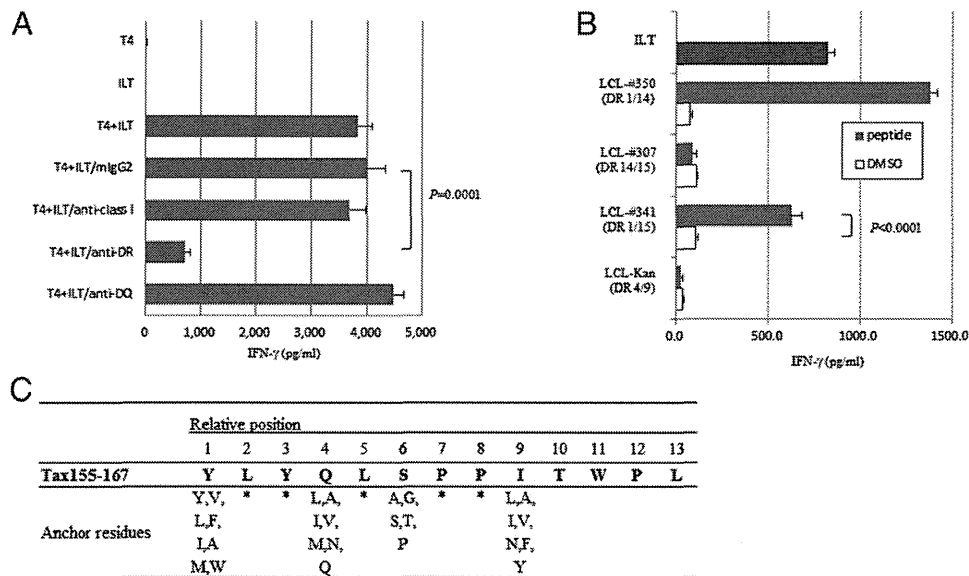 A
T4
ILT
T4+ILT
T4+ILT/mIgG2
T4+ILT/anti-class I
T4+ILT/anti-DR
T4+ILT/anti-DQ
P=0.0001
0 1,000 2,000 3,000 4,000 5,000
IFN-γ (pg/ml)
B
ILT
LCL-#350
(DR 1/14)
LCL-#307
(DR 14/15)
LCL-#341
(DR 1/15)
LCL-Kan
(DR 4/9)
peptide
DMSO
P<0.0001
0.0 500.0 1000.0 1500.0
IFN-γ (pg/ml)
C
Relative position
1 2 3 4 5 6 7 8 9 10 11 12 13
Tax155-167 Y L Y Q L S P P I T W P L
Y,V, * * L,A, * A,G, * * L,A,
L,F, I,V, S,T, I,V,
Anchor residues I,A M,N, P N,F,
M,W Q Y